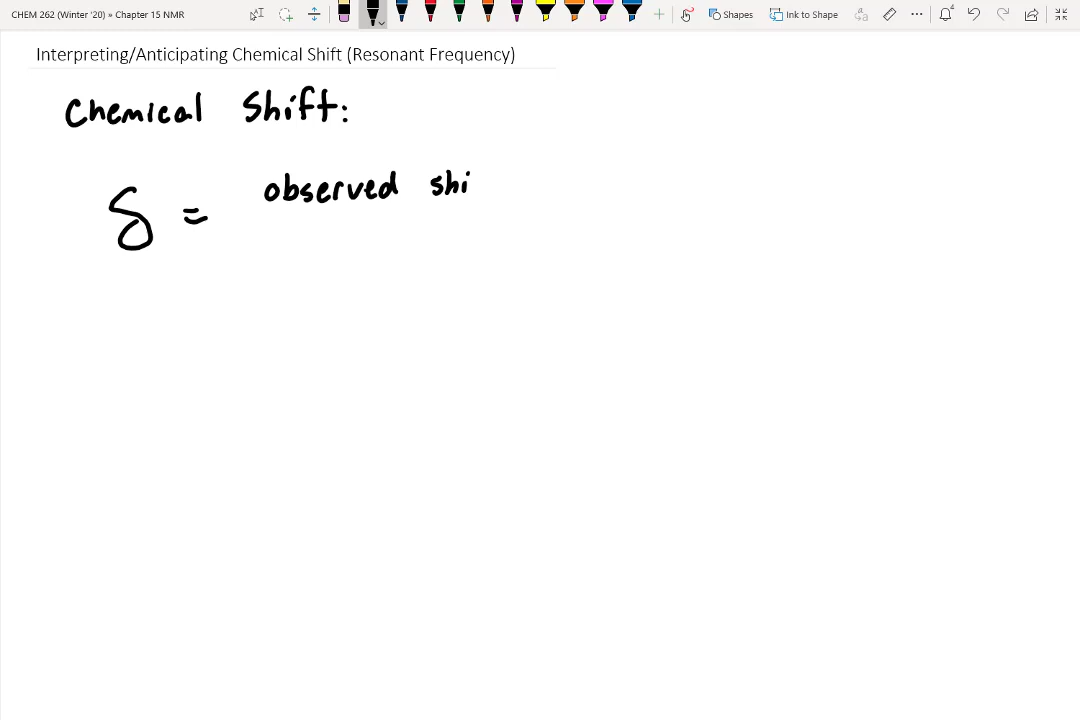 CHEM 262 (Winter '20) » Chapter 15 NMR
Shapes
Ink to Shape
4
Interpreting/Anticipating Chemical Shift (Resonant Frequency)
Chemical Shift:
observed shi
δ =